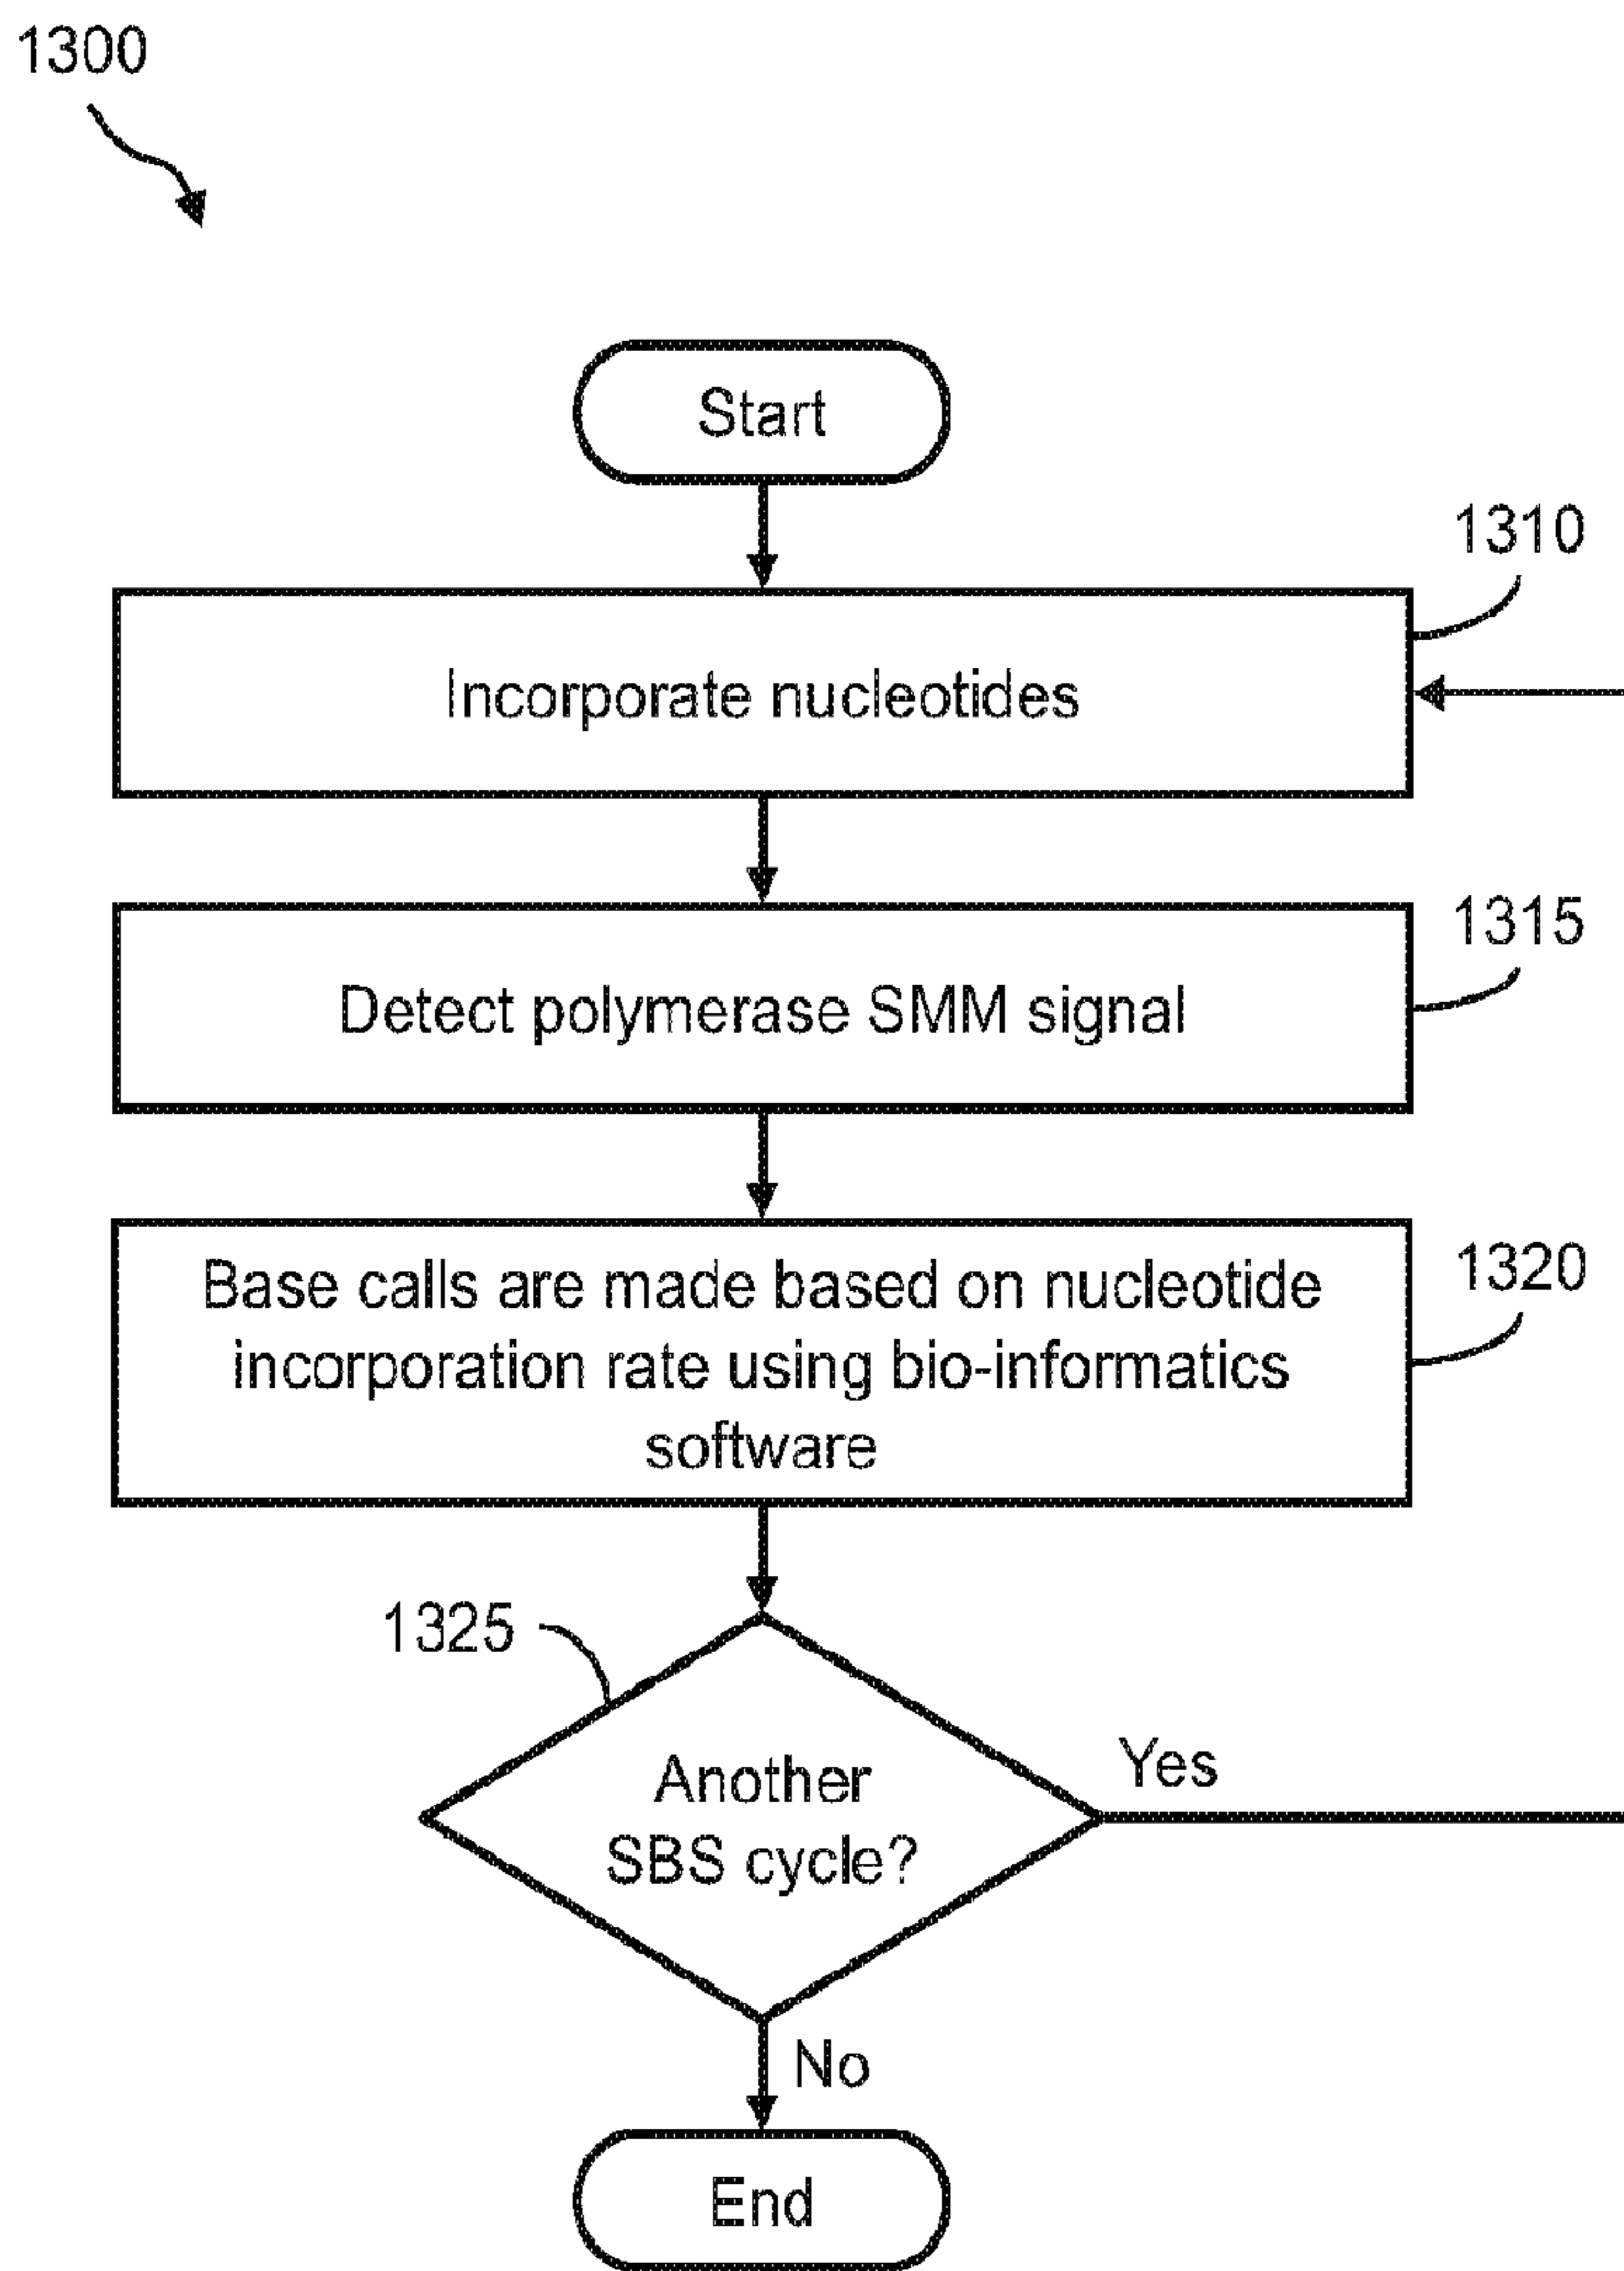 1300
Start
1310
Incorporate nucleotides
1315
Detect polymerase SMM signal
1320
Base calls are made based on nucleotide
incorporation rate using bio-informatics
software
1325
Another
SBS cycle?
Yes
No
End